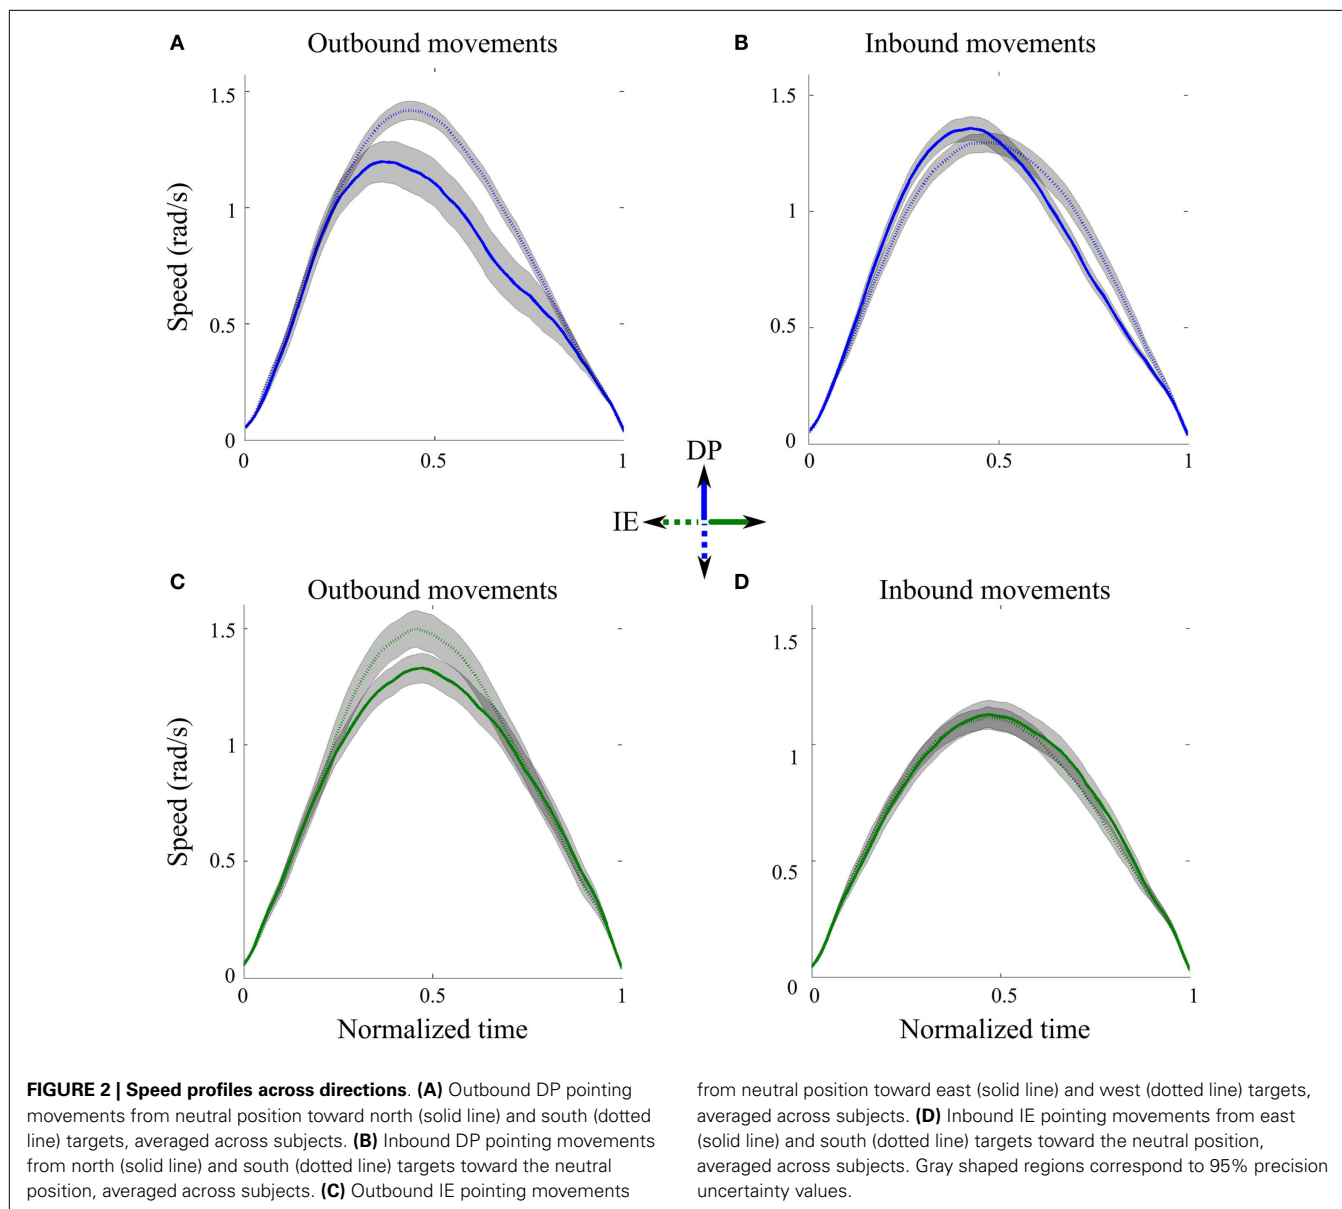 A
Outbound movements
B
Inbound movements
1.5
1
0.5
0
Speed (rad/s)
0
0.5
1
1.5
1
0.5
0
0
0.5
1
DP
IE
C
Outbound movements
D
Inbound movements
1.5
1
0.5
0
Speed (rad/s)
0
0.5
1
Normalized time
1.5
1
0.5
0
0
0.5
1
Normalized time
FIGURE 2 | Speed profiles across directions. (A) Outbound DP pointing
movements from neutral position toward north (solid line) and south (dotted
line) targets, averaged across subjects. (B) Inbound DP pointing movements
from north (solid line) and south (dotted line) targets toward the neutral
position, averaged across subjects. (C) Outbound IE pointing movements
from neutral position toward east (solid line) and west (dotted line) targets,
averaged across subjects. (D) Inbound IE pointing movements from east
(solid line) and south (dotted line) targets toward the neutral position,
averaged across subjects. Gray shaped regions correspond to 95% precision
uncertainty values.